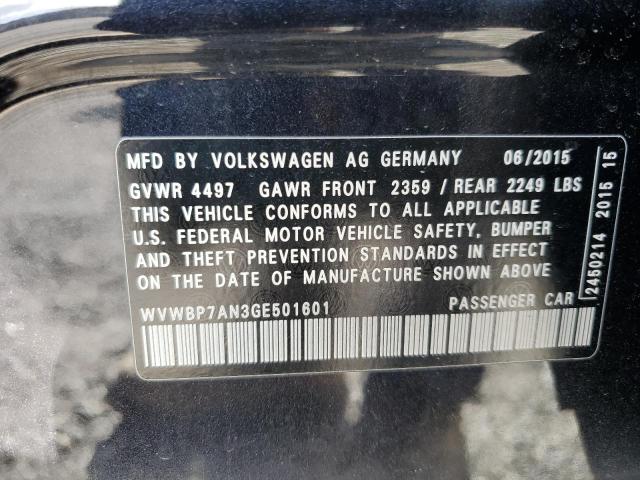 MFD BY VOLKSWAGEN AG GERMANY 06/2015
GVWR 4497 GAWR FRONT 2359 / REAR 2249 LBS
THIS VEHICLE CONFORMS TO ALL APPLICABLE
U.S. FEDERAL MOTOR VEHICLE SAFETY, BUMPER
AND THEFT PREVENTION STANDARDS IN EFFECT
ON THE DATE OF MANUFACTURE SHOWN ABOVE
WVWBP7AN3GE501601 PASSENGER CAR
2450214 2015 15